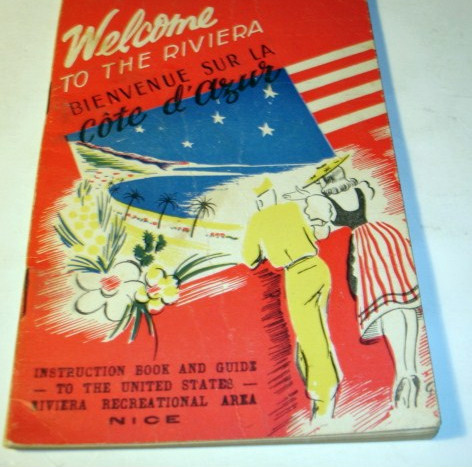 Welcome
TO THE RIVIERA
BIENVENUE SUR LA
Côte d'Azur
INSTRUCTION BOOK AND GUIDE
— TO THE UNITED STATES —
RIVIERA RECREATIONAL AREA
NICE